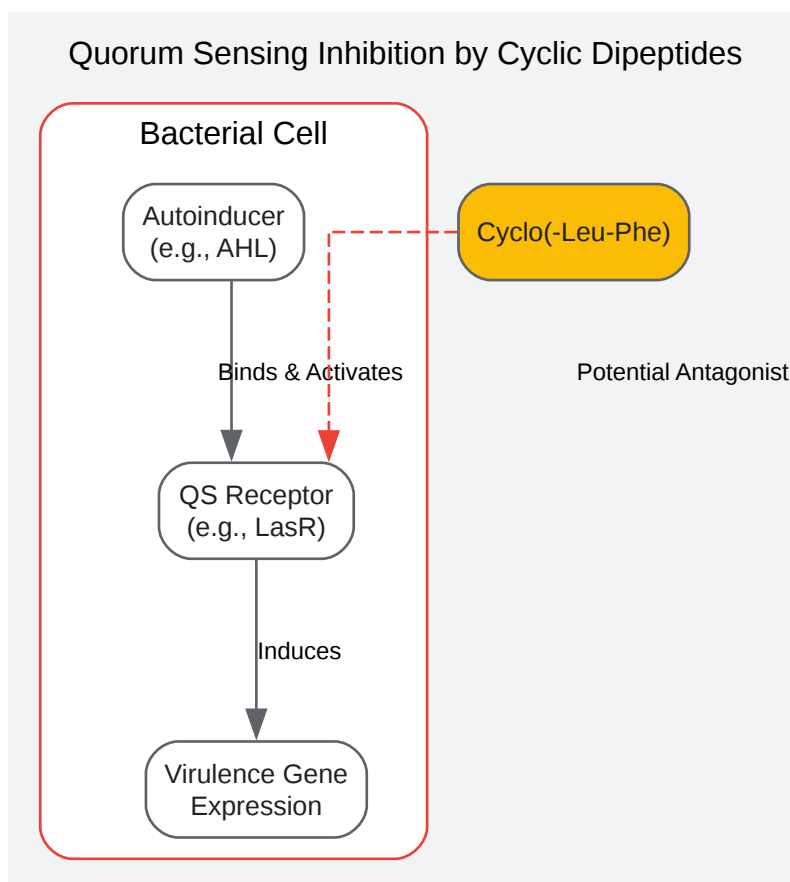 Quorum Sensing Inhibition by Cyclic Dipeptides
Bacterial Cell
Autoinducer
(e.g., AHL)
Cyclo(-Leu-Phe)
Binds & Activates
Potential Antagonist
QS Receptor
(e.g., LasR)
Induces
Virulence Gene
Expression